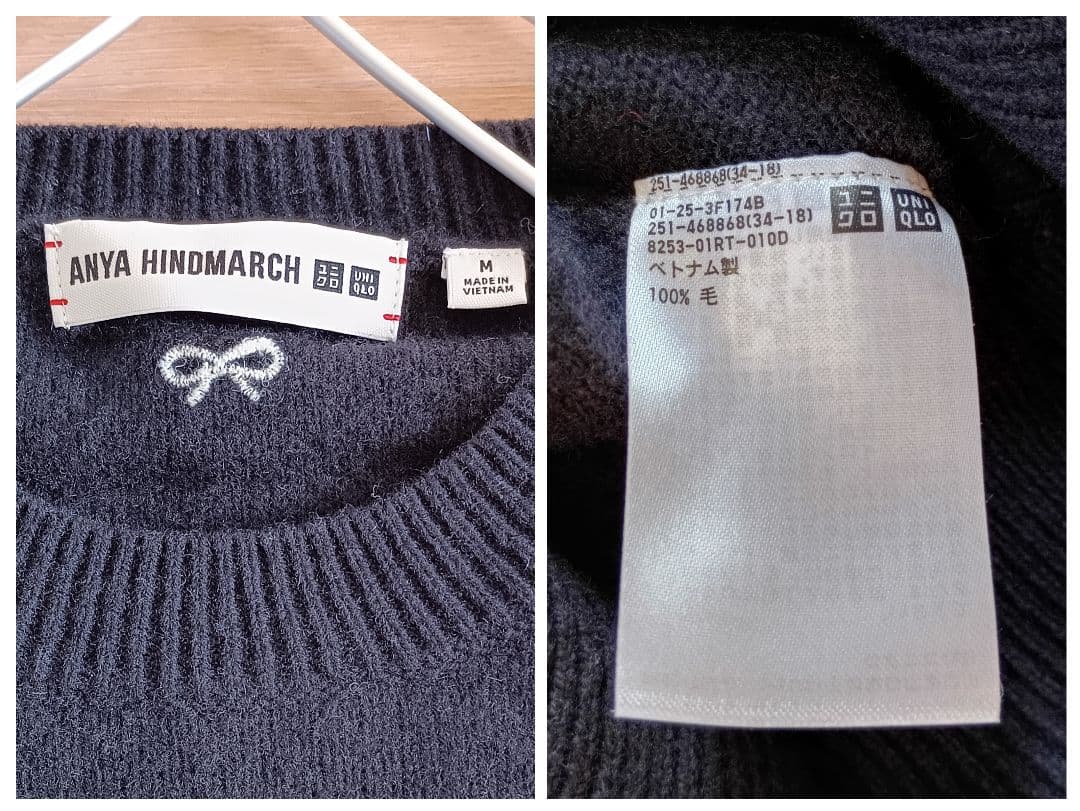 ANYA HINDMARCH ユニクロ UNIQLO
M
MADE IN
VIETNAM
251-468868(34-18)
01-25-3F174B
251-468868(34-18)
8253-01RT-010D
ベトナム製
100% 毛
ユニクロ UNIQLO